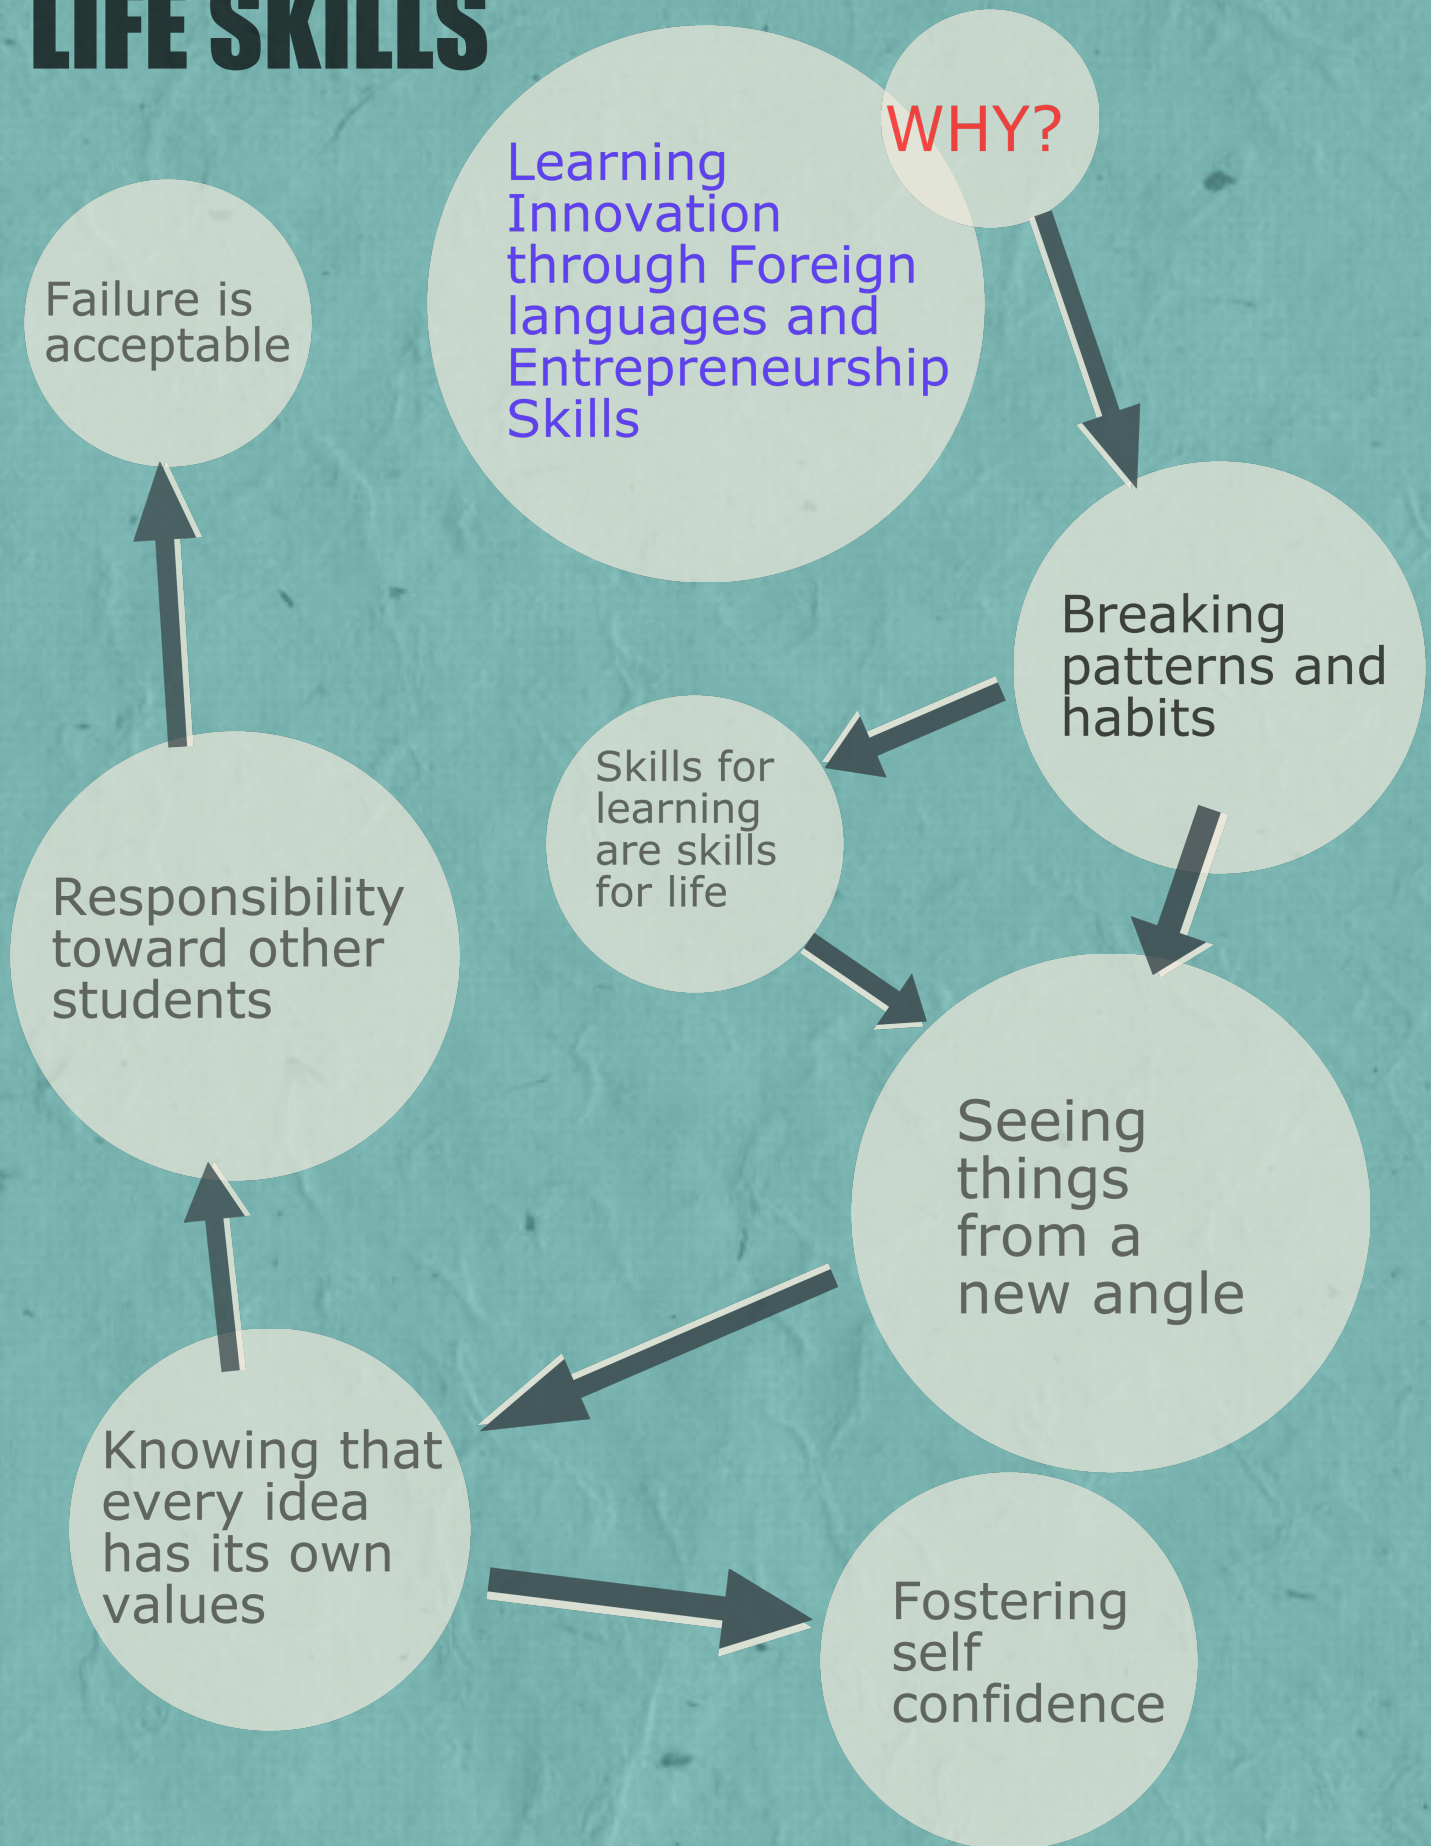 LIFE SKILLS
WHY?
Learning
Innovation
through Foreign
languages and
Entrepreneurship
Skills
Failure is
acceptable
Breaking
patterns and
habits
Skills for
learning
are skills
for life
Responsibility
toward other
students
Seeing
things
from a
new angle
Knowing that
every idea
has its own
values
Fostering
self
confidence